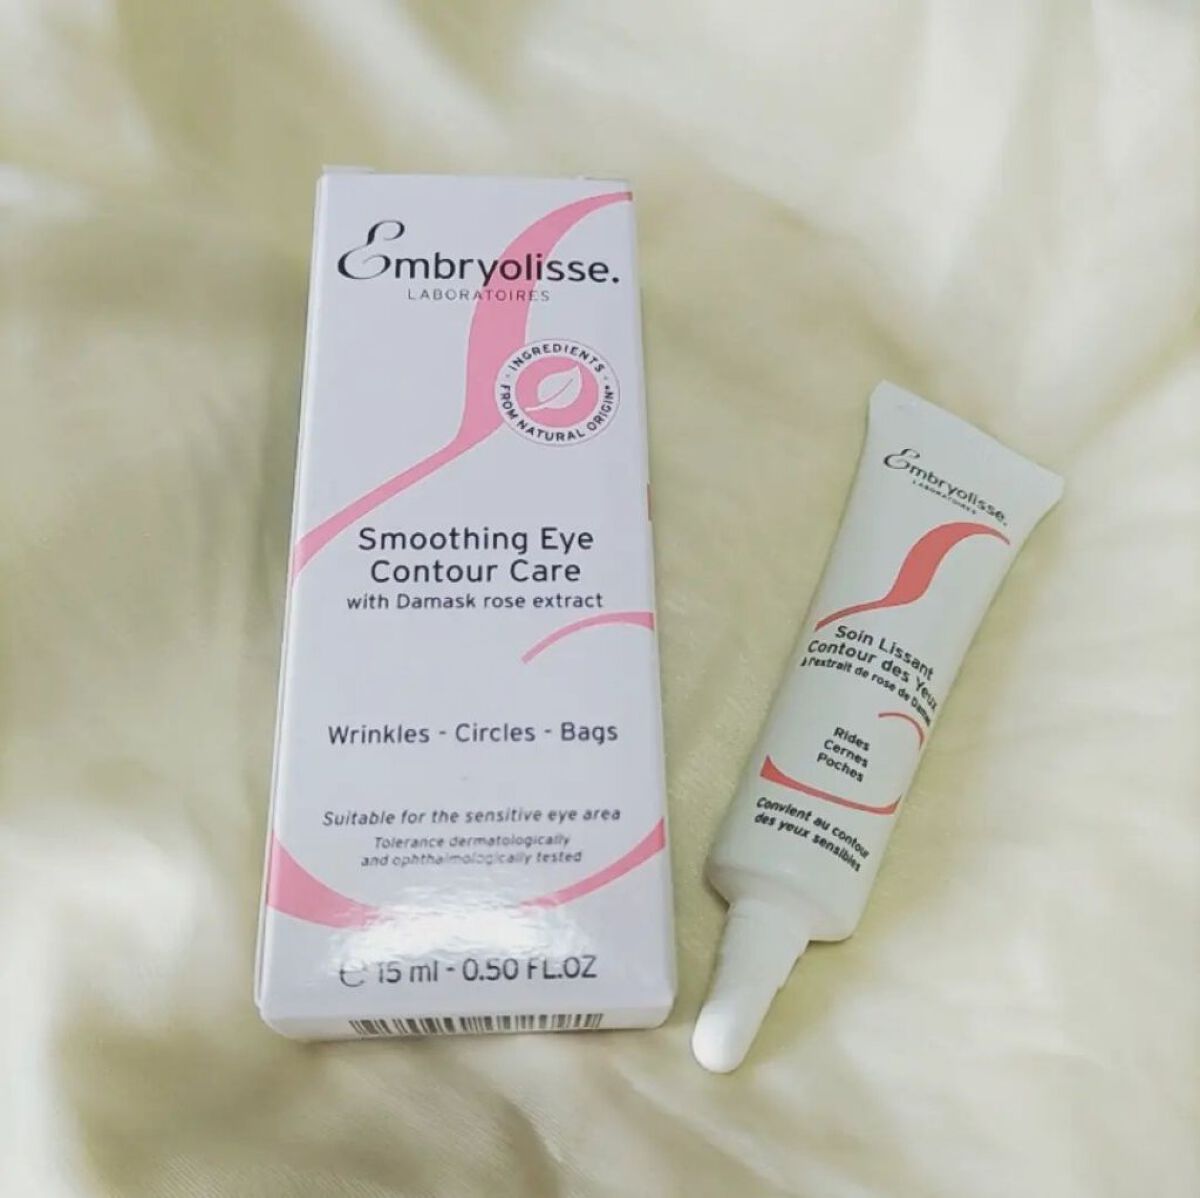 Embryolisse.
LABORATOIRES
INGREDIENTS
FROM NATURAL ORIGIN*
Smoothing Eye
Contour Care
with Damask rose extract
Wrinkles - Circles - Bags
Suitable for the sensitive eye area
Tolerance dermatologically
and ophthalmologically tested
℮ 15 ml - 0.50 FL.OZ
Embryolisse.
LABORATOIRES
Soin Lissant
Contour des Yeux
à l'extrait de rose de Damas
Rides
Cernes
Poches
Convient au contour
des yeux sensibles